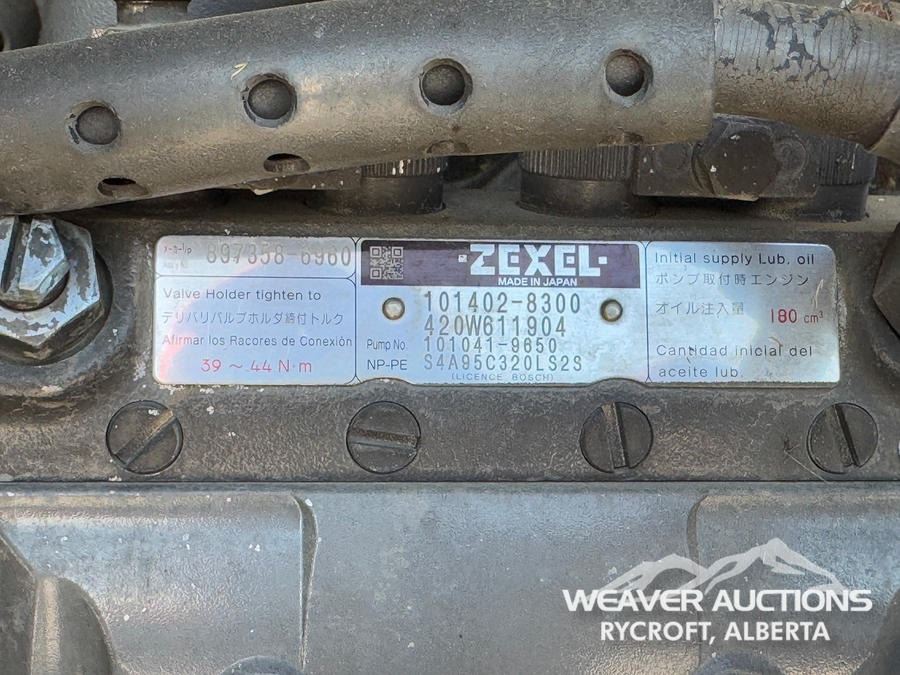 897358-6960
Valve Holder tighten to
デリバリバルブホルダ締付トルク
Afirmar los Racores de Conexión
39 ~ 44 N·m
ZEXEL
MADE IN JAPAN
101402-8300
420W611904
Pump No. 101041-9650
NP-PE S4A95C320LS2S
(LICENCE BOSCH)
Initial supply Lub. oil
ポンプ取付時エンジン
オイル注入量 180 cm³
Cantidad inicial del
aceite lub.
WEAVER AUCTIONS
RYCROFT, ALBERTA